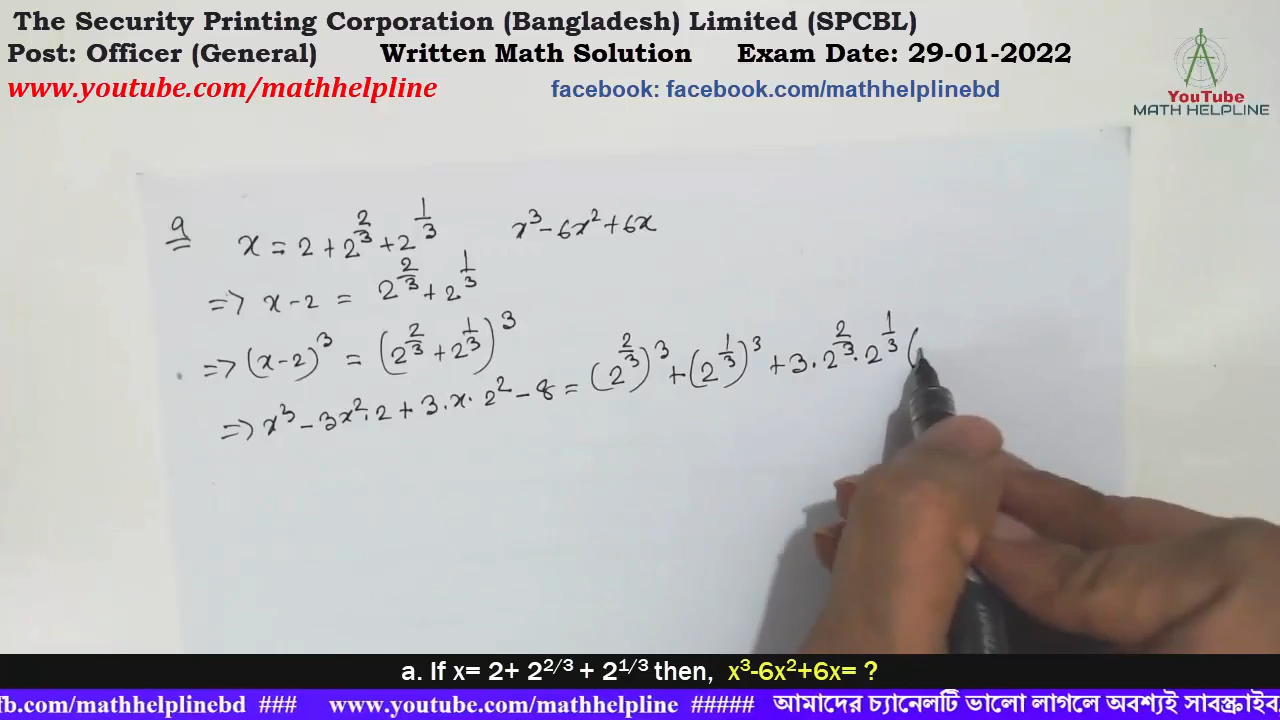 The Security Printing Corporation (Bangladesh) Limited (SPCBL)
Post: Officer (General) Written Math Solution Exam Date: 29-01-2022
www.youtube.com/mathhelpline facebook: facebook.com/mathhelplinebd
YouTube
MATH HELPLINE
a x = 2 + 2^(2/3) + 2^(1/3) x³ - 6x² + 6x
=> x - 2 = 2^(2/3) + 2^(1/3)
=> (x - 2)³ = (2^(2/3) + 2^(1/3))³
=> x³ - 3x²·2 + 3·x·2² - 8 = (2^(2/3))³ + (2^(1/3))³ + 3·2^(2/3)·2^(1/3) (
a. If x= 2+ 2^(2/3) + 2^(1/3) then, x³-6x²+6x= ?
fb.com/mathhelplinebd ### www.youtube.com/mathhelpline ##### আমাদের চ্যানেলটি ভালো লাগলে অবশ্যই সাবস্ক্রাইব